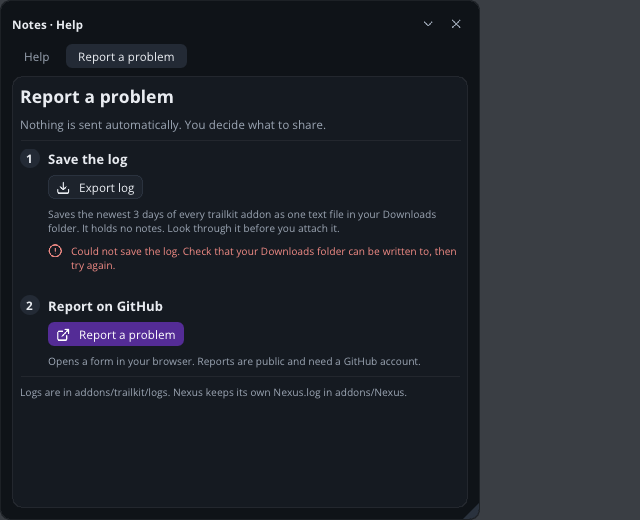 Notes · Help
Help
Report a problem
Report a problem
Nothing is sent automatically. You decide what to share.
1
Save the log
Export log
Saves the newest 3 days of every trailkit addon as one text file in your Downloads
folder. It holds no notes. Look through it before you attach it.
Could not save the log. Check that your Downloads folder can be written to, then
try again.
2
Report on GitHub
Report a problem
Opens a form in your browser. Reports are public and need a GitHub account.
Logs are in addons/trailkit/logs. Nexus keeps its own Nexus.log in addons/Nexus.